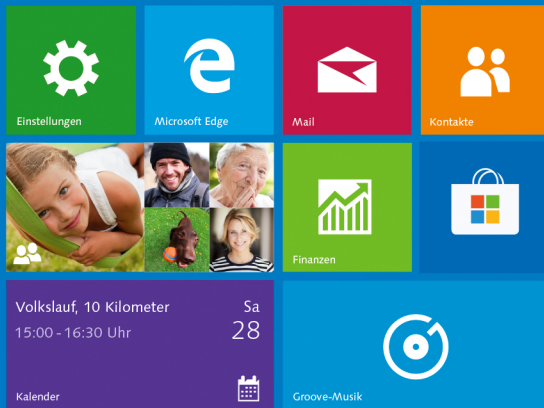 Einstellungen
Microsoft Edge
Mail
Kontakte
Finanzen
Volkslauf, 10 Kilometer
Sa
15:00 - 16:30 Uhr
28
Kalender
Groove-Musik